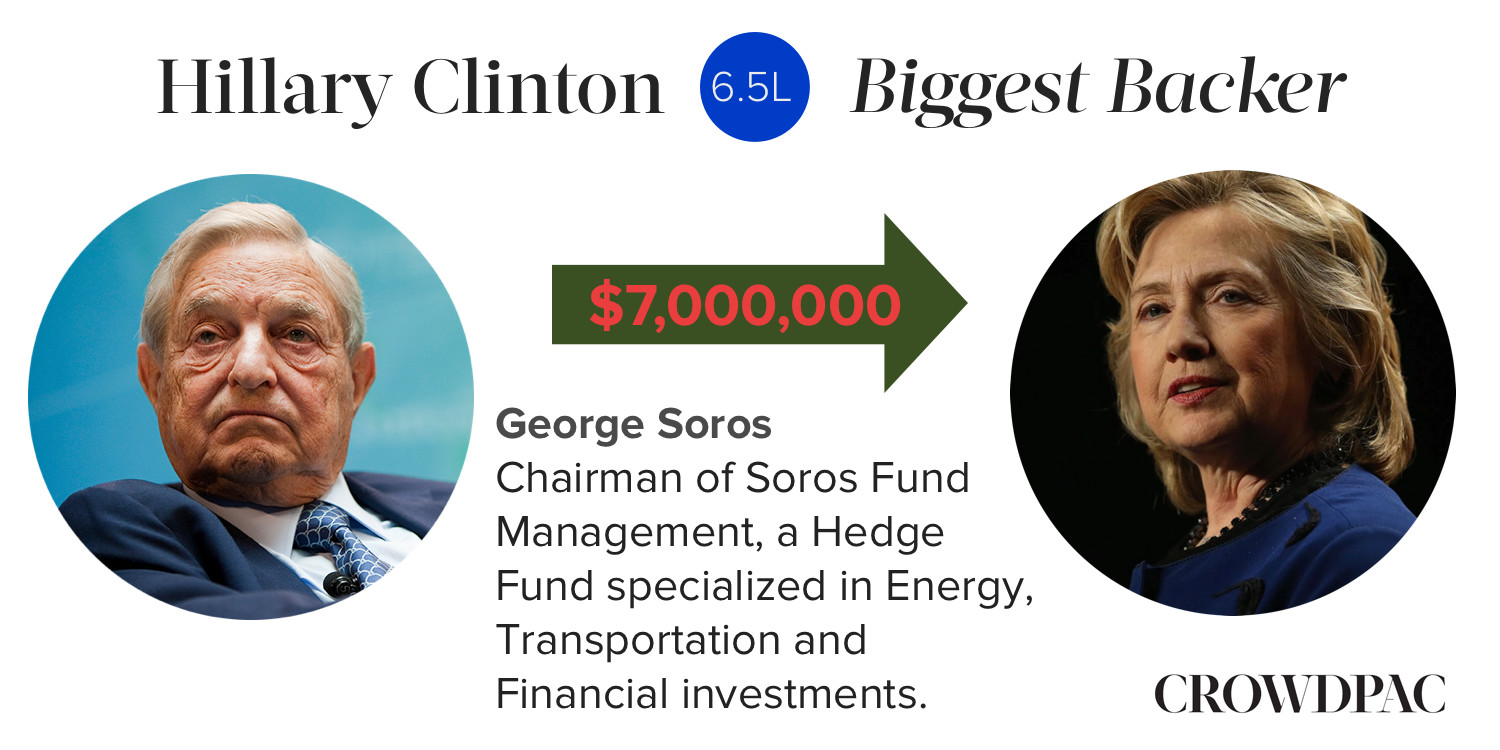 Hillary Clinton 6.5L Biggest Backer
$7,000,000
George Soros
Chairman of Soros Fund
Management, a Hedge
Fund specialized in Energy,
Transportation and
Financial investments.
CROWDPAC